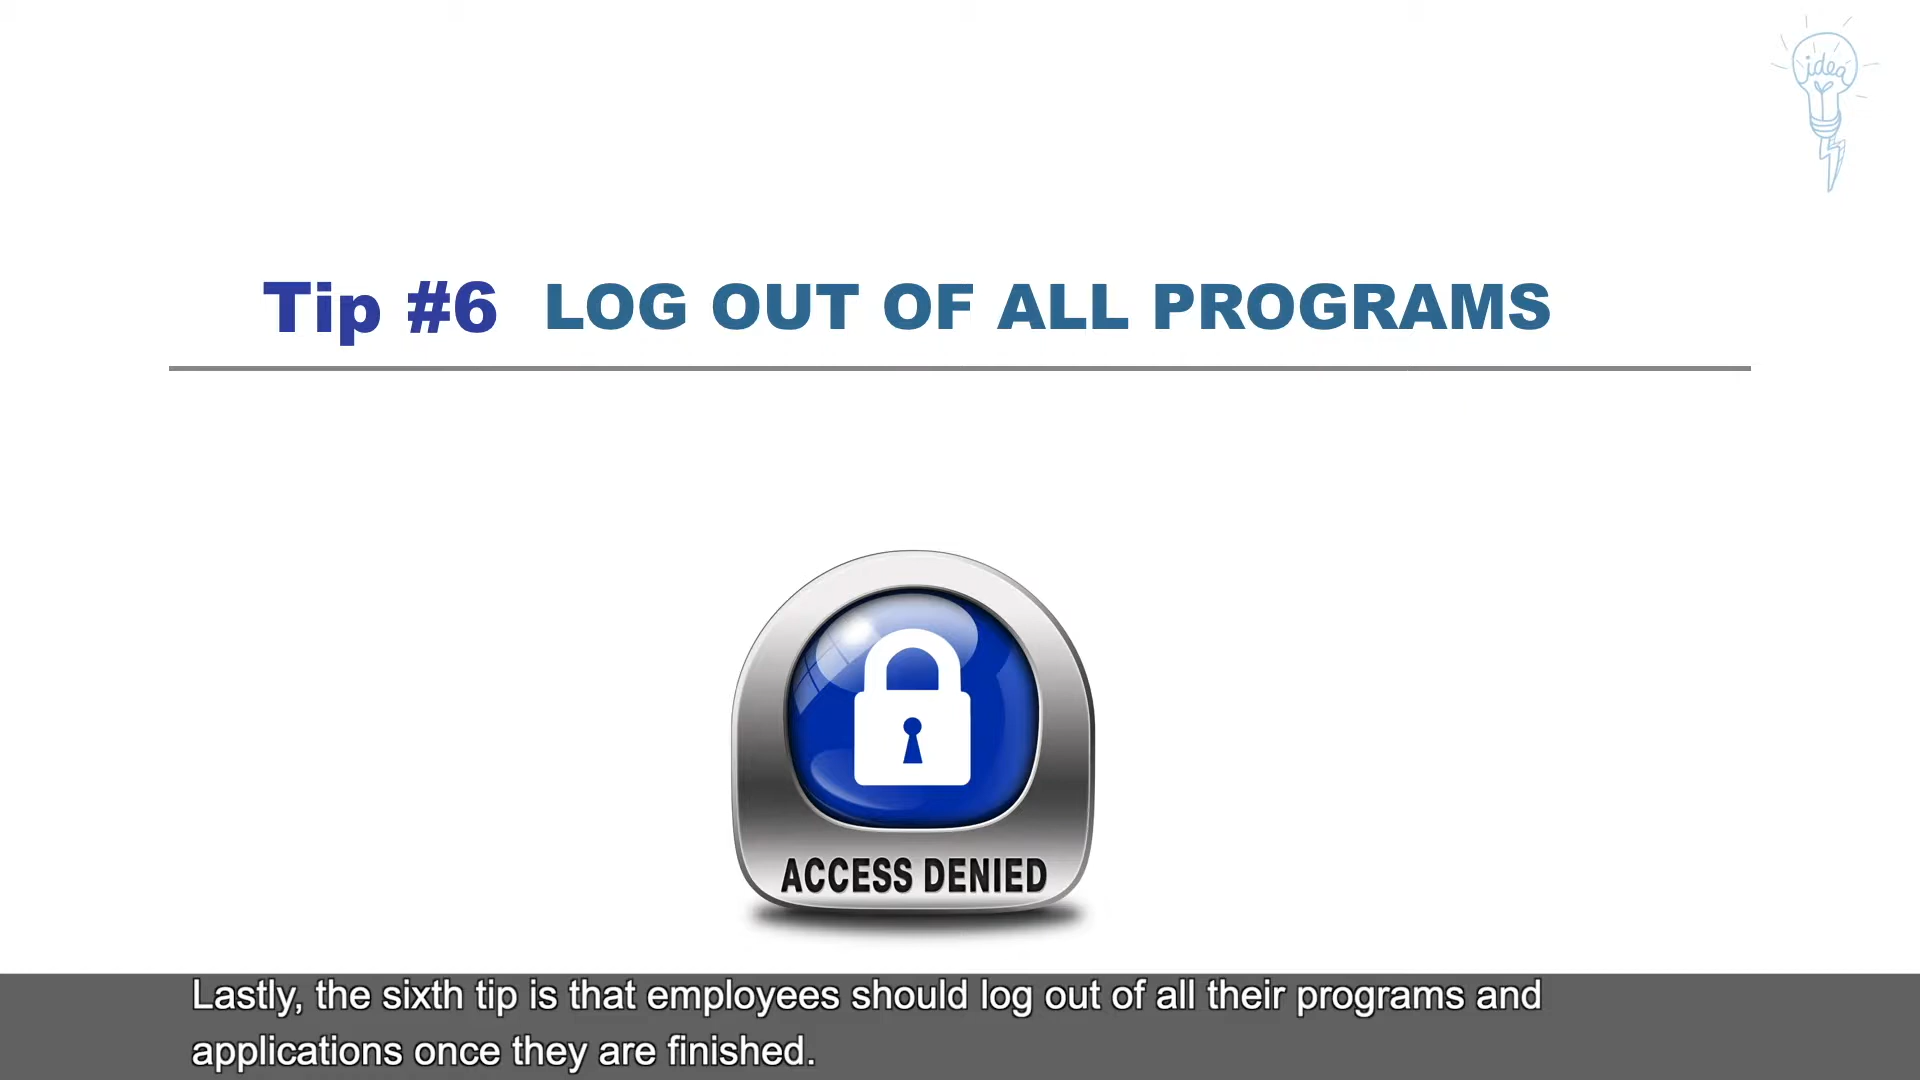 idea
Tip #6 LOG OUT OF ALL PROGRAMS
ACCESS DENIED
Lastly, the sixth tip is that employees should log out of all their programs and
applications once they are finished.